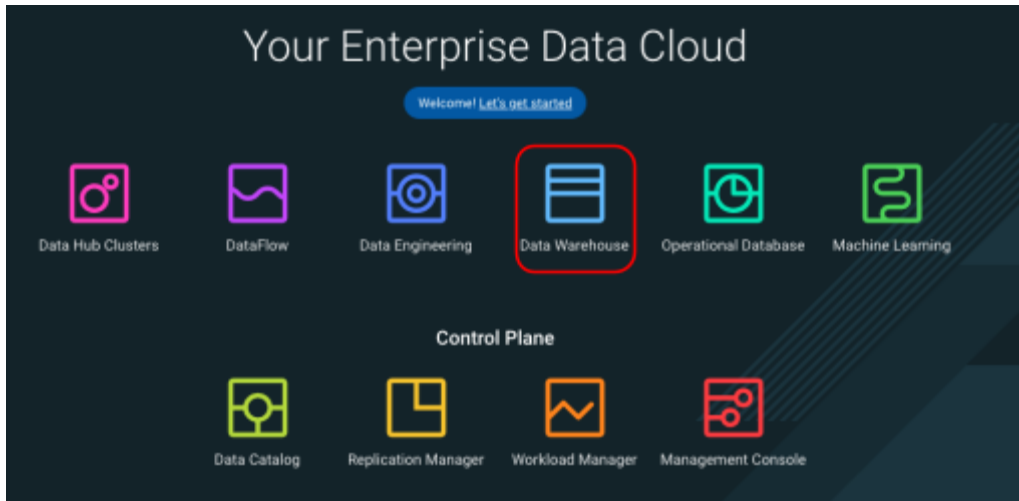 Your Enterprise Data Cloud
Welcome! Let's get started
Data Hub Clusters
DataFlow
Data Engineering
Data Warehouse
Operational Database
Machine Learning
Control Plane
Data Catalog
Replication Manager
Workload Manager
Management Console